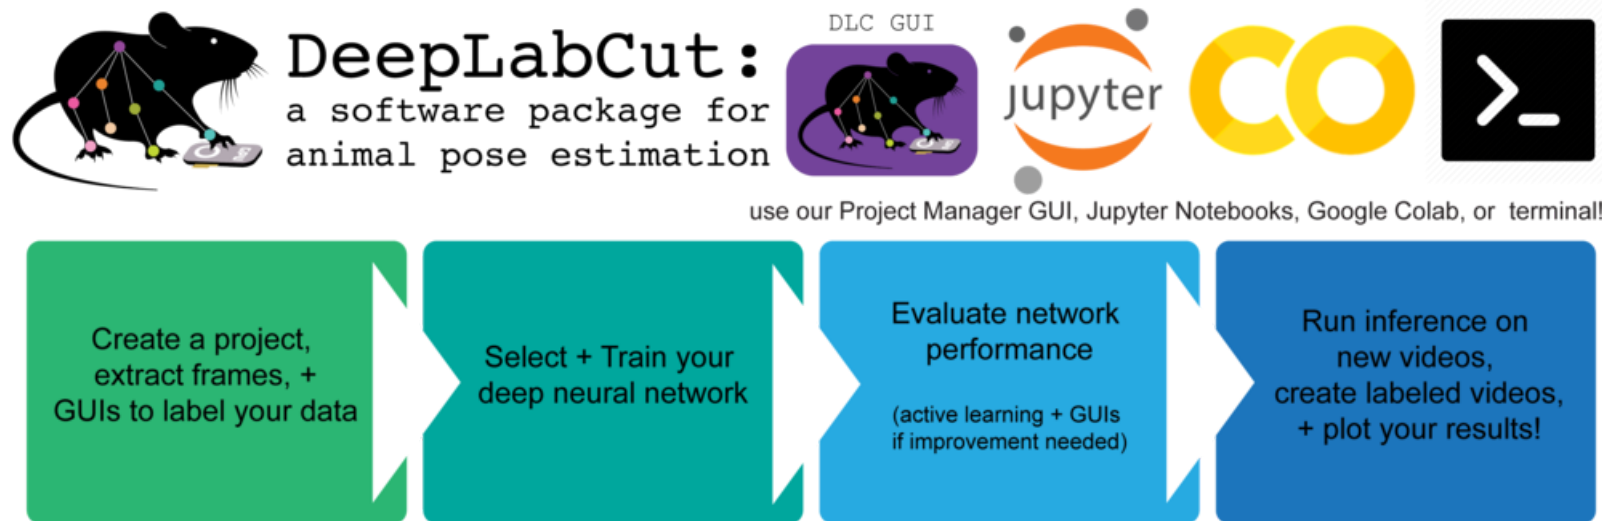 DeepLabCut:
a software package for
animal pose estimation
DLC GUI
jupyter
use our Project Manager GUI, Jupyter Notebooks, Google Colab, or terminal!
Create a project,
extract frames, +
GUIs to label your data
Select + Train your
deep neural network
Evaluate network
performance
(active learning + GUIs
if improvement needed)
Run inference on
new videos,
create labeled videos,
+ plot your results!